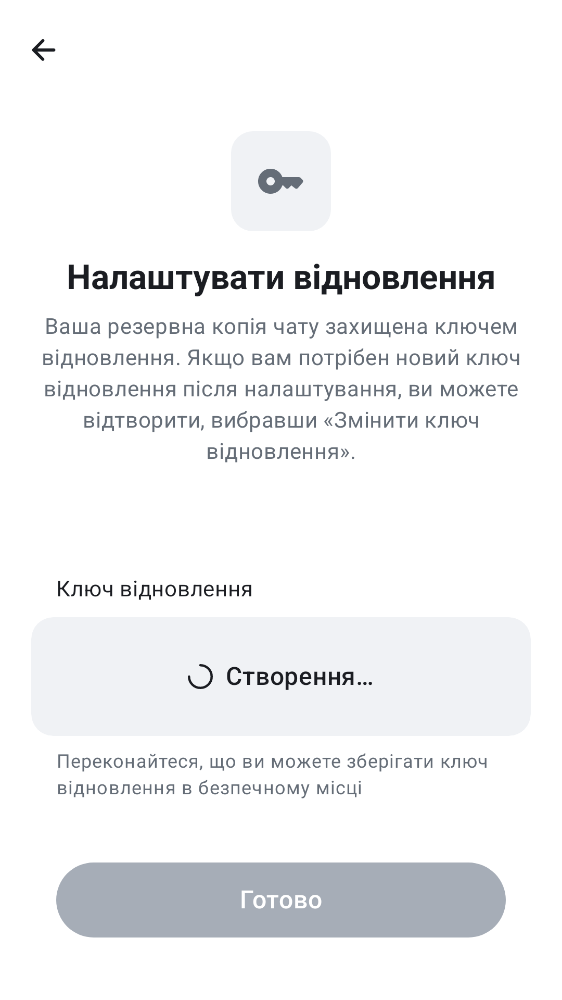 Налаштувати відновлення
Ваша резервна копія чату захищена ключем
відновлення. Якщо вам потрібен новий ключ
відновлення після налаштування, ви можете
відтворити, вибравши «Змінити ключ
відновлення».
Ключ відновлення
Створення…
Переконайтеся, що ви можете зберігати ключ
відновлення в безпечному місці
Готово